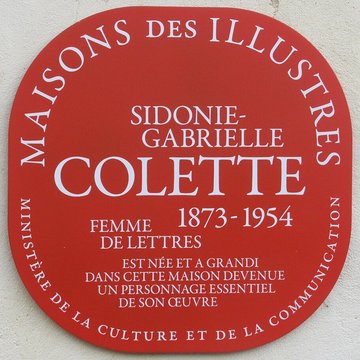 MAISONS DES ILLUSTRES
SIDONIE-
GABRIELLE
COLETTE
1873-1954
FEMME
DE LETTRES
EST NÉE ET A GRANDI
DANS CETTE MAISON DEVENUE
UN PERSONNAGE ESSENTIEL
DE SON ŒUVRE
MINISTÈRE DE LA CULTURE ET DE LA COMMUNICATION